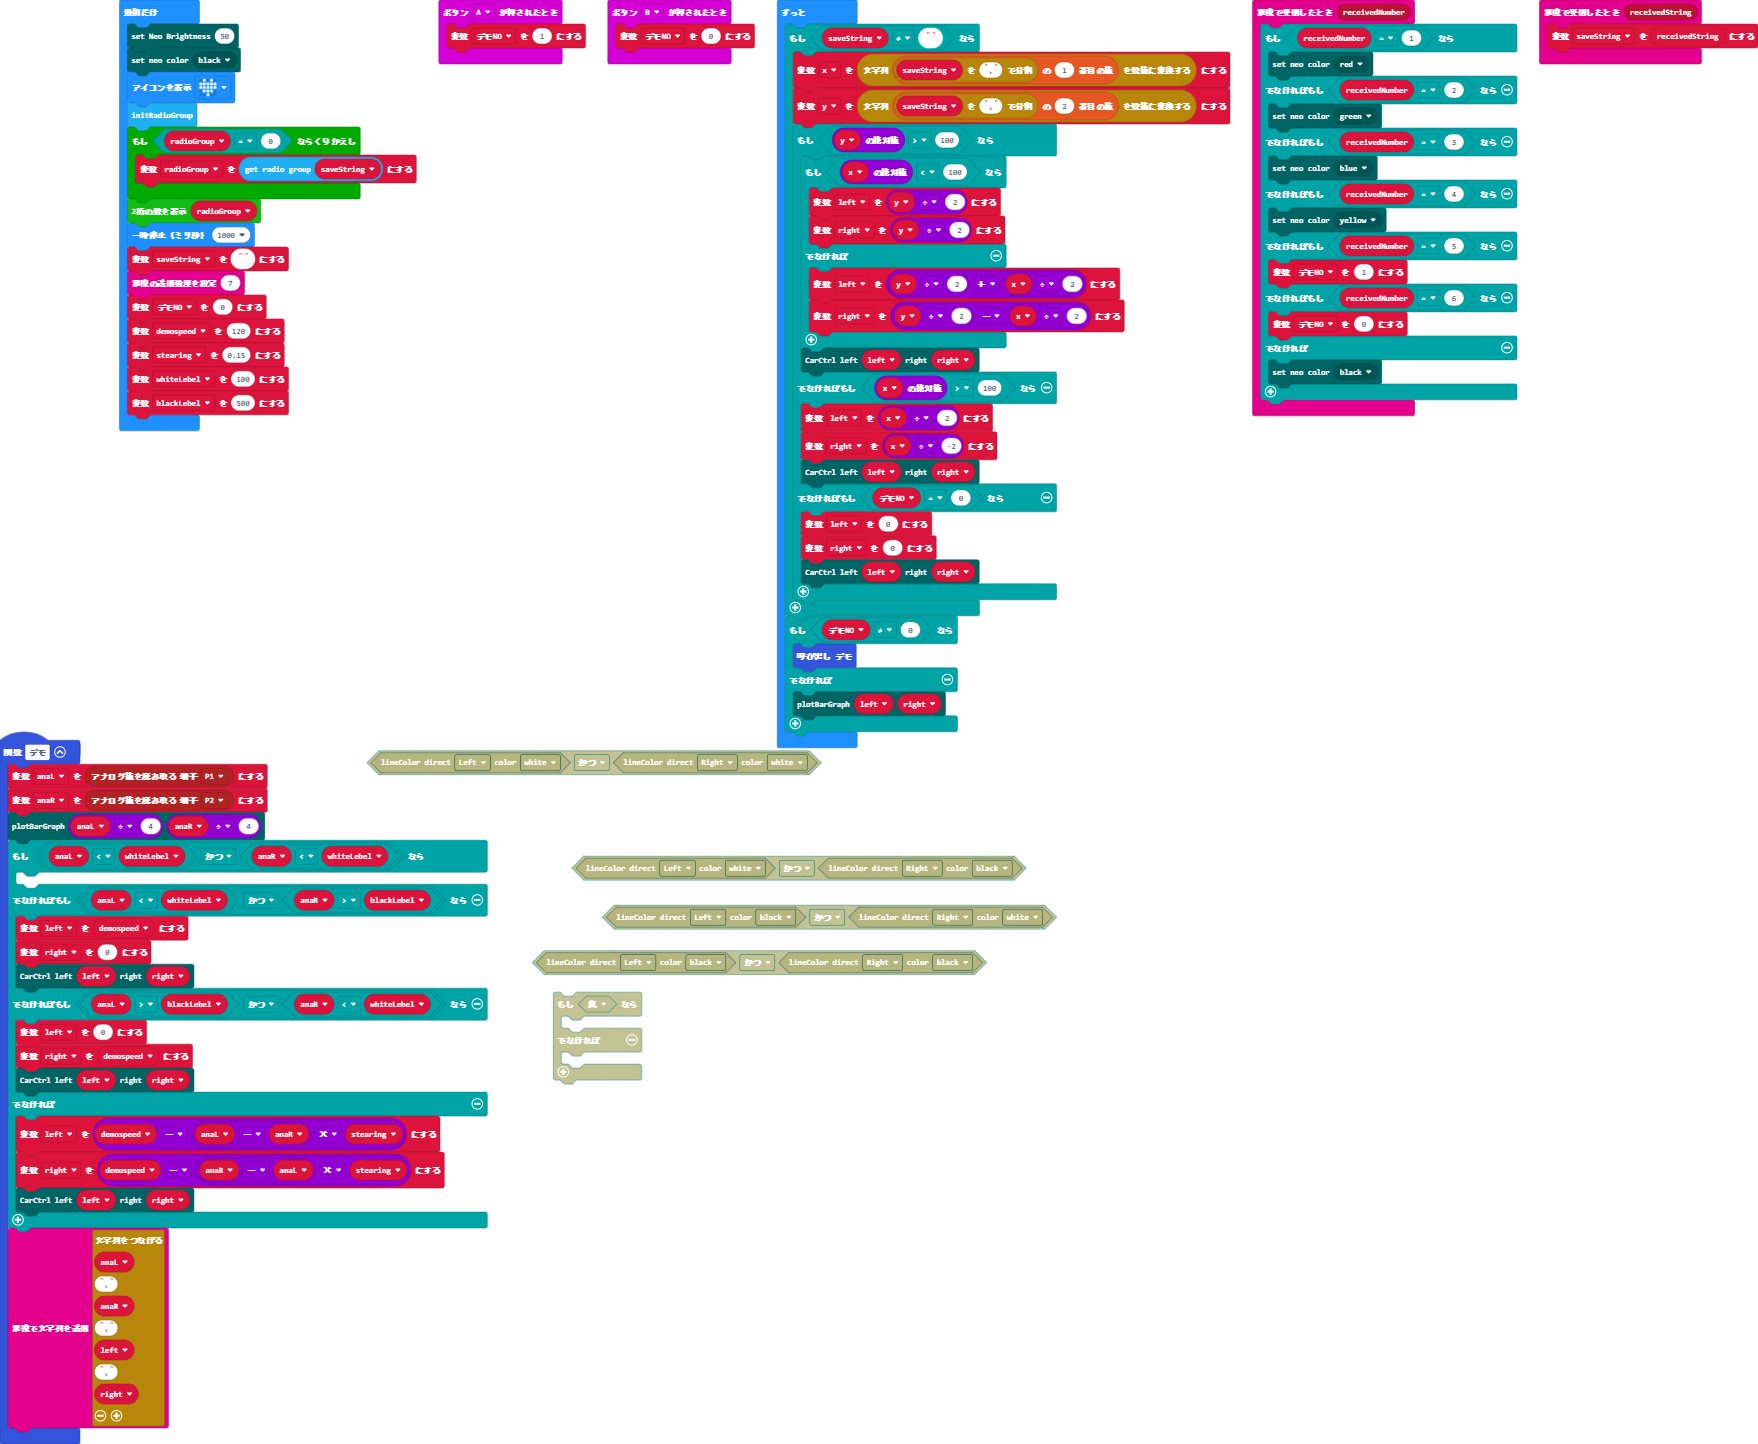 最初だけ
set Neo Brightness 50
set neo color black
アイコンを表示
initRadioGroup
もし radioGroup = 0 ならくりかえし
変数 radioGroup を get radio group saveString にする
2桁の数を表示 radioGroup
一時停止（ミリ秒） 1000
変数 saveString を " " にする
無線の送信強度を設定 7
変数 デモNO を 0 にする
変数 demospeed を 120 にする
変数 stearing を 0.15 にする
変数 whiteLebel を 100 にする
変数 blackLebel を 500 にする
ボタン A が押されたとき
変数 デモNO を 1 にする
ボタン B が押されたとき
変数 デモNO を 0 にする
ずっと
もし saveString ≠ " " なら
変数 x を 文字列 saveString を "," で分割 の 1 番目の値 を数値に変換する にする
変数 y を 文字列 saveString を "," で分割 の 2 番目の値 を数値に変換する にする
もし y の絶対値 > 100 なら
もし x の絶対値 < 100 なら
変数 left を y ÷ 2 にする
変数 right を y ÷ 2 にする
でなければ
変数 left を y ÷ 2 + x ÷ 2 にする
変数 right を y ÷ 2 - x ÷ 2 にする
CarCtrl left left right right
でなければもし x の絶対値 > 100 なら
変数 left を x ÷ 2 にする
変数 right を x ÷ -2 にする
CarCtrl left left right right
でなければもし デモNO = 0 なら
変数 left を 0 にする
変数 right を 0 にする
CarCtrl left left right right
もし デモNO ≠ 0 なら
呼び出し デモ
でなければ
plotBarGraph left right
無線で受信したとき receivedNumber
もし receivedNumber = 1 なら
set neo color red
でなければもし receivedNumber = 2 なら
set neo color green
でなければもし receivedNumber = 3 なら
set neo color blue
でなければもし receivedNumber = 4 なら
set neo color yellow
でなければもし receivedNumber = 5 なら
変数 デモNO を 1 にする
でなければもし receivedNumber = 6 なら
変数 デモNO を 0 にする
でなければ
set neo color black
無線で受信したとき receivedString
変数 saveString を receivedString にする
関数 デモ
変数 anaL を アナログ値を読み取る 端子 P1 にする
変数 anaR を アナログ値を読み取る 端子 P2 にする
plotBarGraph anaL ÷ 4 anaR ÷ 4
もし anaL < whiteLebel かつ anaR < whiteLebel なら
でなければもし anaL < whiteLebel かつ anaR > blackLebel なら
変数 left を demospeed にする
変数 right を 0 にする
CarCtrl left left right right
でなければもし anaL > blackLebel かつ anaR < whiteLebel なら
変数 left を 0 にする
変数 right を demospeed にする
CarCtrl left left right right
でなければ
変数 left を demospeed - anaL - anaR × stearing にする
変数 right を demospeed - anaR - anaL × stearing にする
CarCtrl left left right right
無線で文字列を送信
文字列をつなげる
anaL
","
anaR
","
left
","
right
lineColor direct Left color white かつ lineColor direct Right color white
lineColor direct Left color white かつ lineColor direct Right color black
lineColor direct Left color black かつ lineColor direct Right color white
lineColor direct Left color black かつ lineColor direct Right color black
もし 真 なら
でなければ